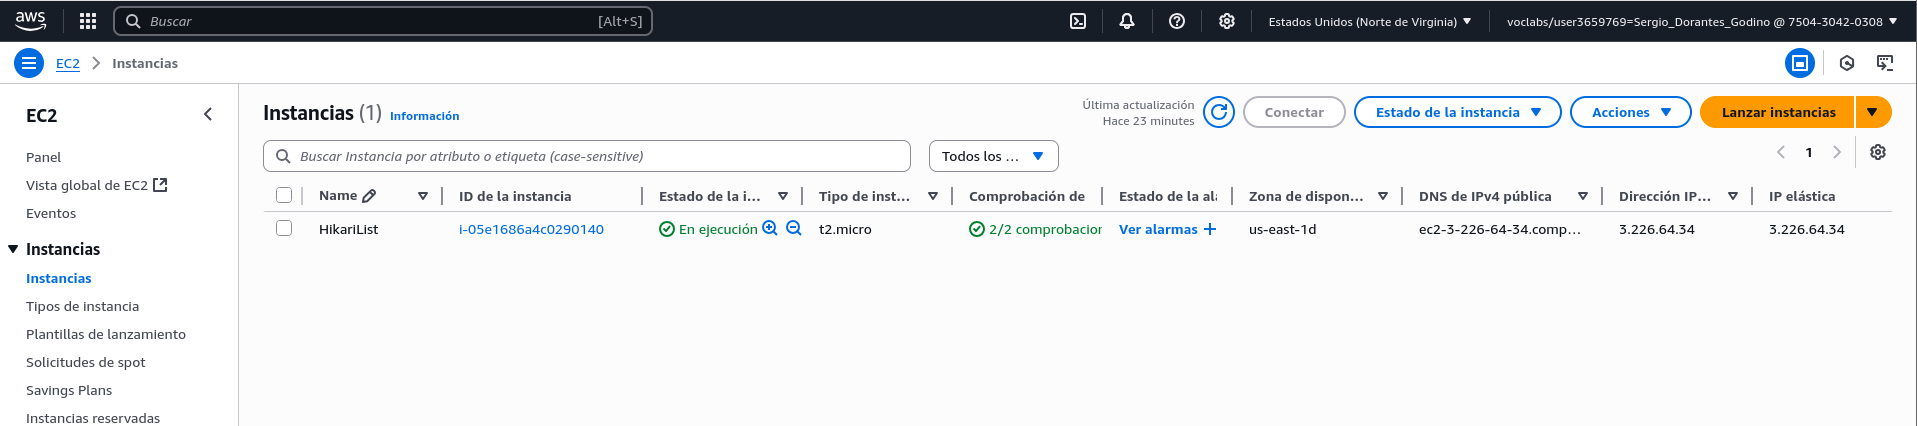 aws
Buscar [Alt+S]
Estados Unidos (Norte de Virginia)
voclabs/user3659769=Sergio_Dorantes_Godino @ 7504-3042-0308
EC2 Instancias
EC2
Panel
Vista global de EC2
Eventos
Instancias
Instancias
Tipos de instancia
Plantillas de lanzamiento
Solicitudes de spot
Savings Plans
Instancias reservadas
Instancias (1) Información
Última actualización
Hace 23 minutes
Conectar
Estado de la instancia
Acciones
Lanzar instancias
Buscar Instancia por atributo o etiqueta (case-sensitive)
Todos los ...
1
Name ID de la instancia Estado de la i... Tipo de inst... Comprobación de Estado de la ala Zona de dispon... DNS de IPv4 pública Dirección IP... IP elástica
HikariList i-05e1686a4c0290140 En ejecución t2.micro 2/2 comprobacior Ver alarmas + us-east-1d ec2-3-226-64-34.comp... 3.226.64.34 3.226.64.34